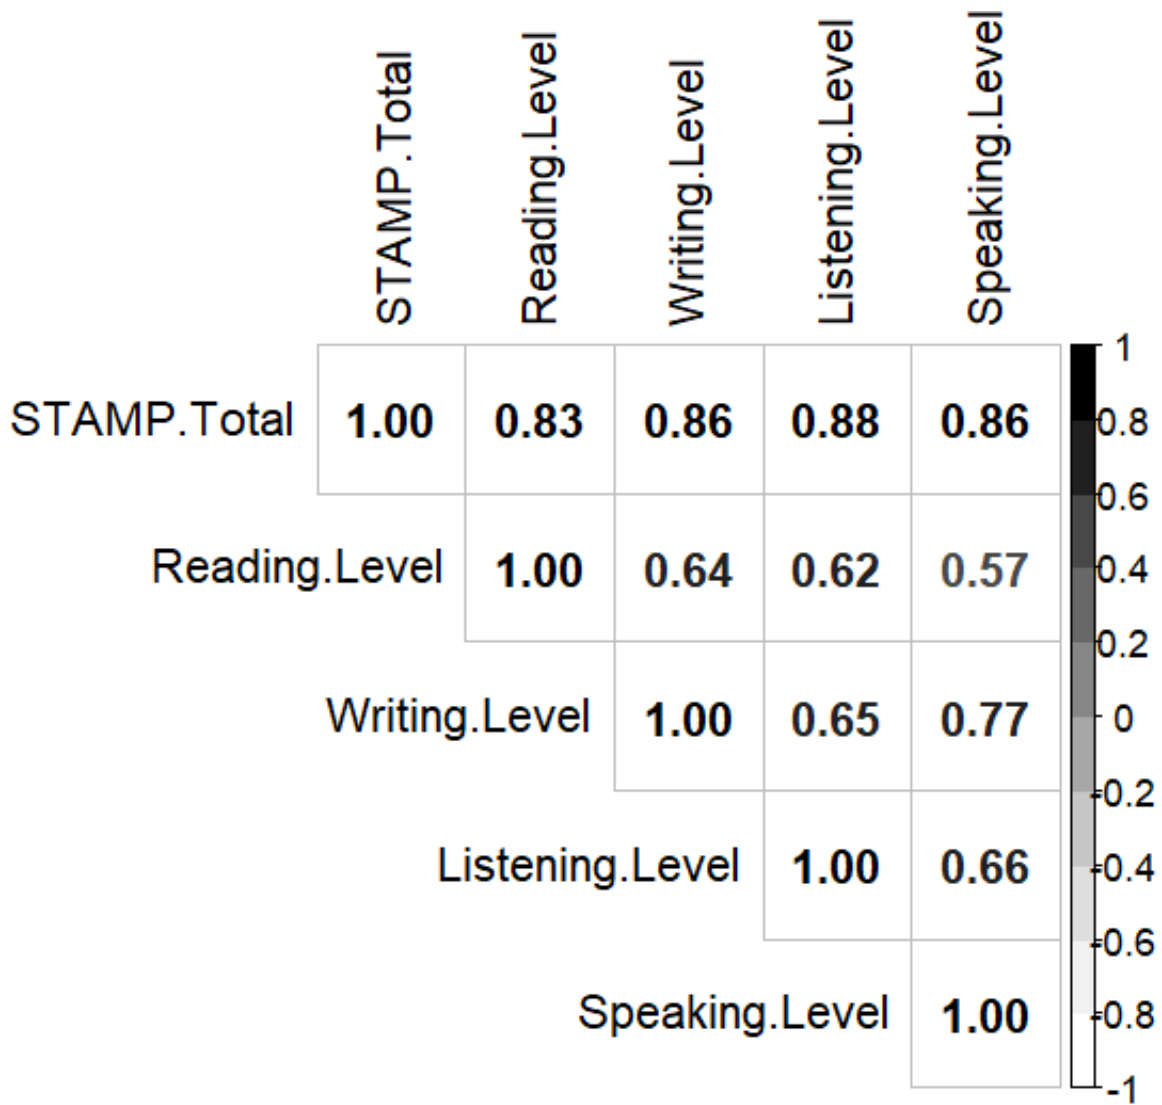 STAMP.Total
Reading.Level
Writing.Level
Listening.Level
Speaking.Level
STAMP.Total 1.00 0.83 0.86 0.88 0.86
Reading.Level 1.00 0.64 0.62 0.57
Writing.Level 1.00 0.65 0.77
Listening.Level 1.00 0.66
Speaking.Level 1.00
1
0.8
0.6
0.4
0.2
0
-0.2
-0.4
-0.6
-0.8
-1